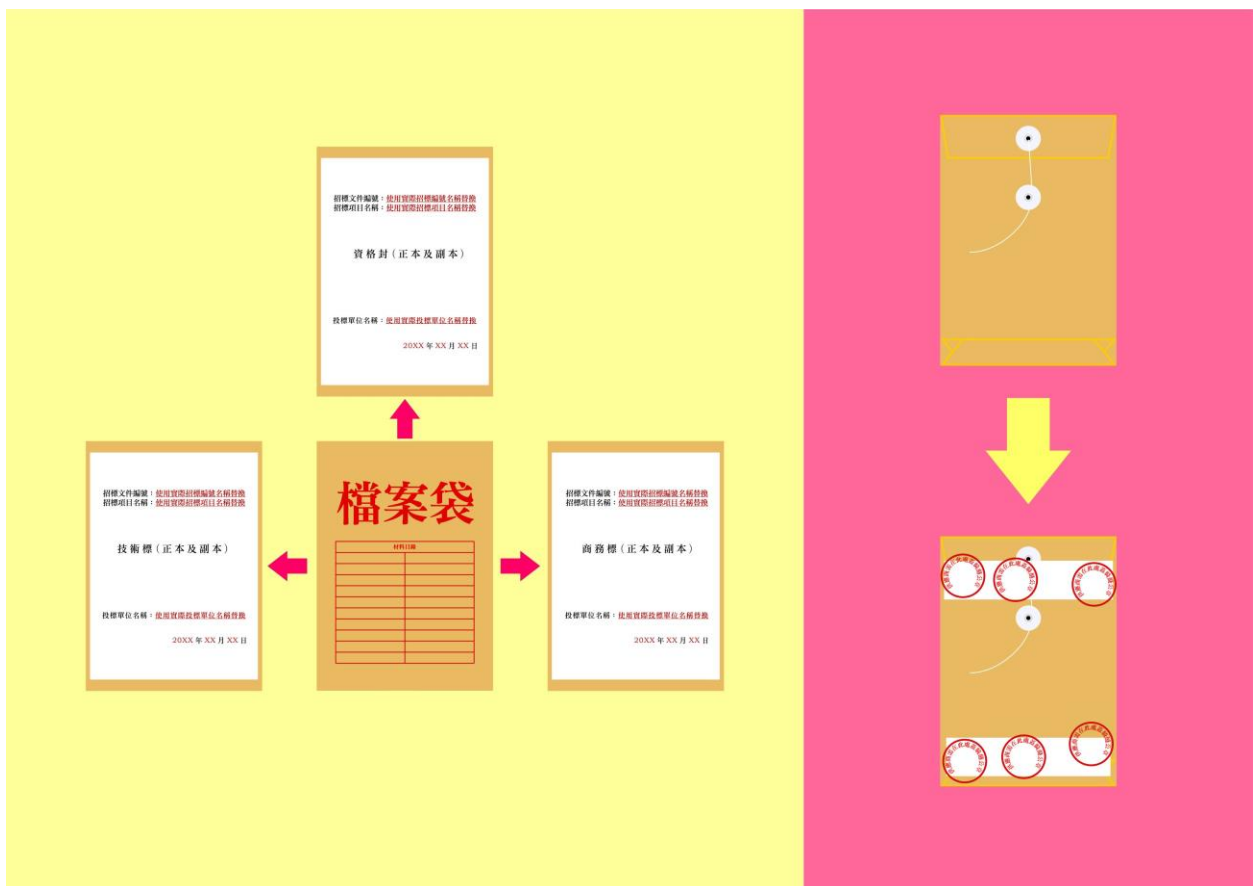 招標文件編號：使用實際招標編號名稱替換
招標項目名稱：使用實際招標項目名稱替換
資格封（正本及副本）
投標單位名稱：使用實際投標單位名稱替換
20XX 年 XX 月 XX 日
招標文件編號：使用實際招標編號名稱替換
招標項目名稱：使用實際招標項目名稱替換
技術標（正本及副本）
投標單位名稱：使用實際投標單位名稱替換
20XX 年 XX 月 XX 日
檔案袋
材料目錄
招標文件編號：使用實際招標編號名稱替換
招標項目名稱：使用實際招標項目名稱替換
商務標（正本及副本）
投標單位名稱：使用實際投標單位名稱替換
20XX 年 XX 月 XX 日